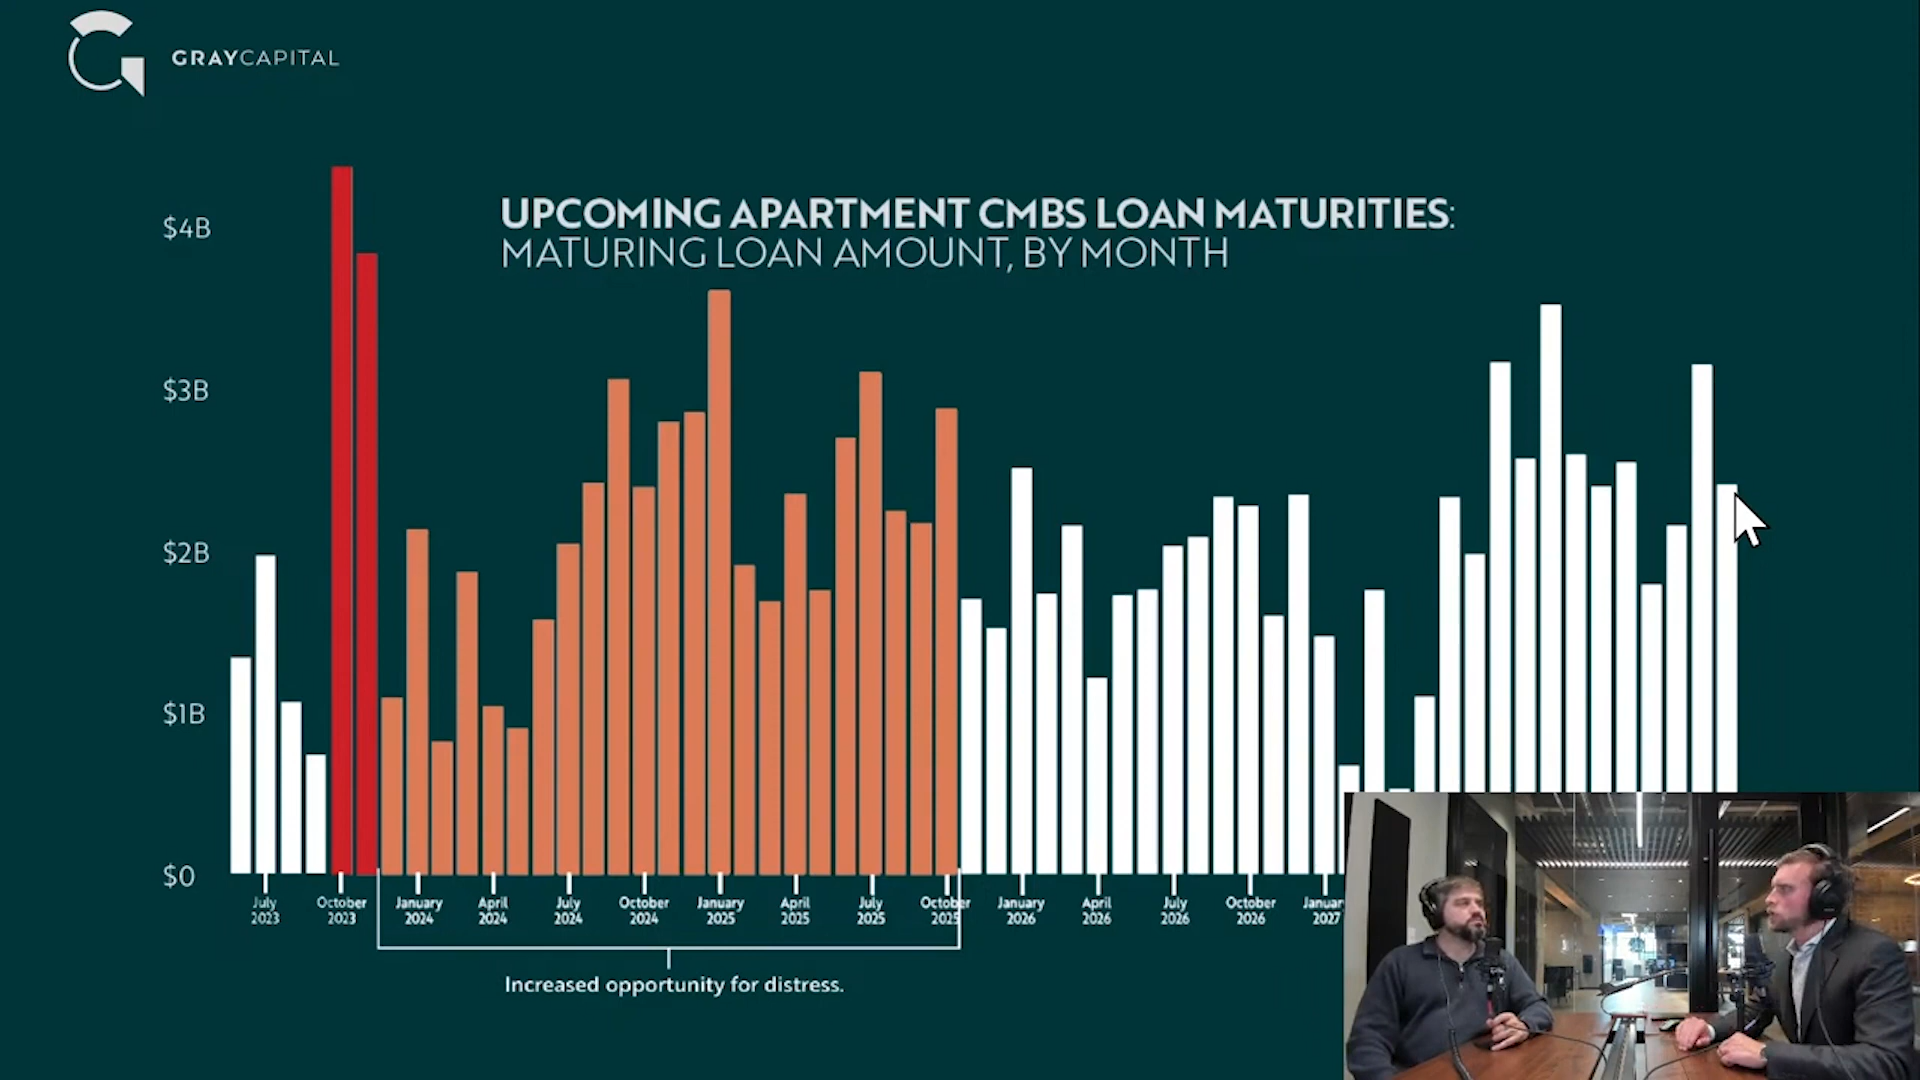 GRAYCAPITAL
UPCOMING APARTMENT CMBS LOAN MATURITIES:
MATURING LOAN AMOUNT, BY MONTH
$4B
$3B
$2B
$1B
$0
July 2023
October 2023
January 2024
April 2024
July 2024
October 2024
January 2025
April 2025
July 2025
October 2025
January 2026
April 2026
July 2026
October 2026
Januar 2027
Increased opportunity for distress.